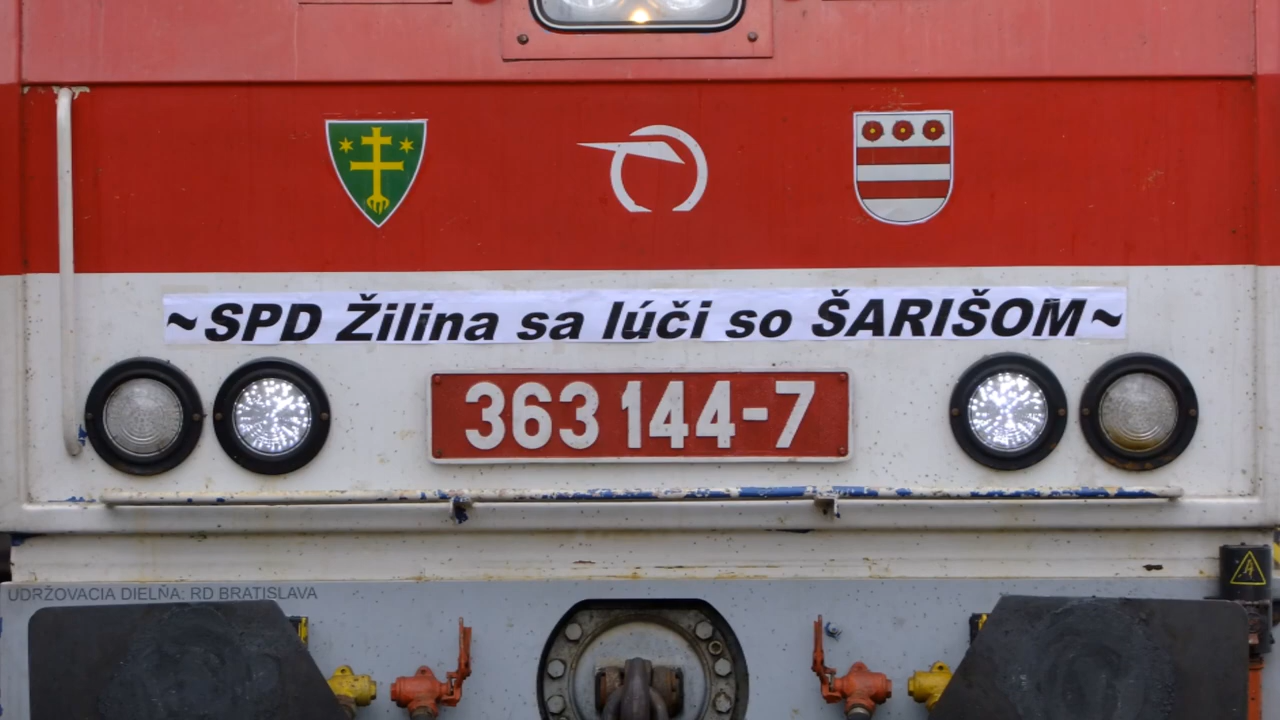 ~SPD Žilina sa lúči so ŠARIŠOM~
363 144-7
UDRŽOVACIA DIELŇA: RD BRATISLAVA